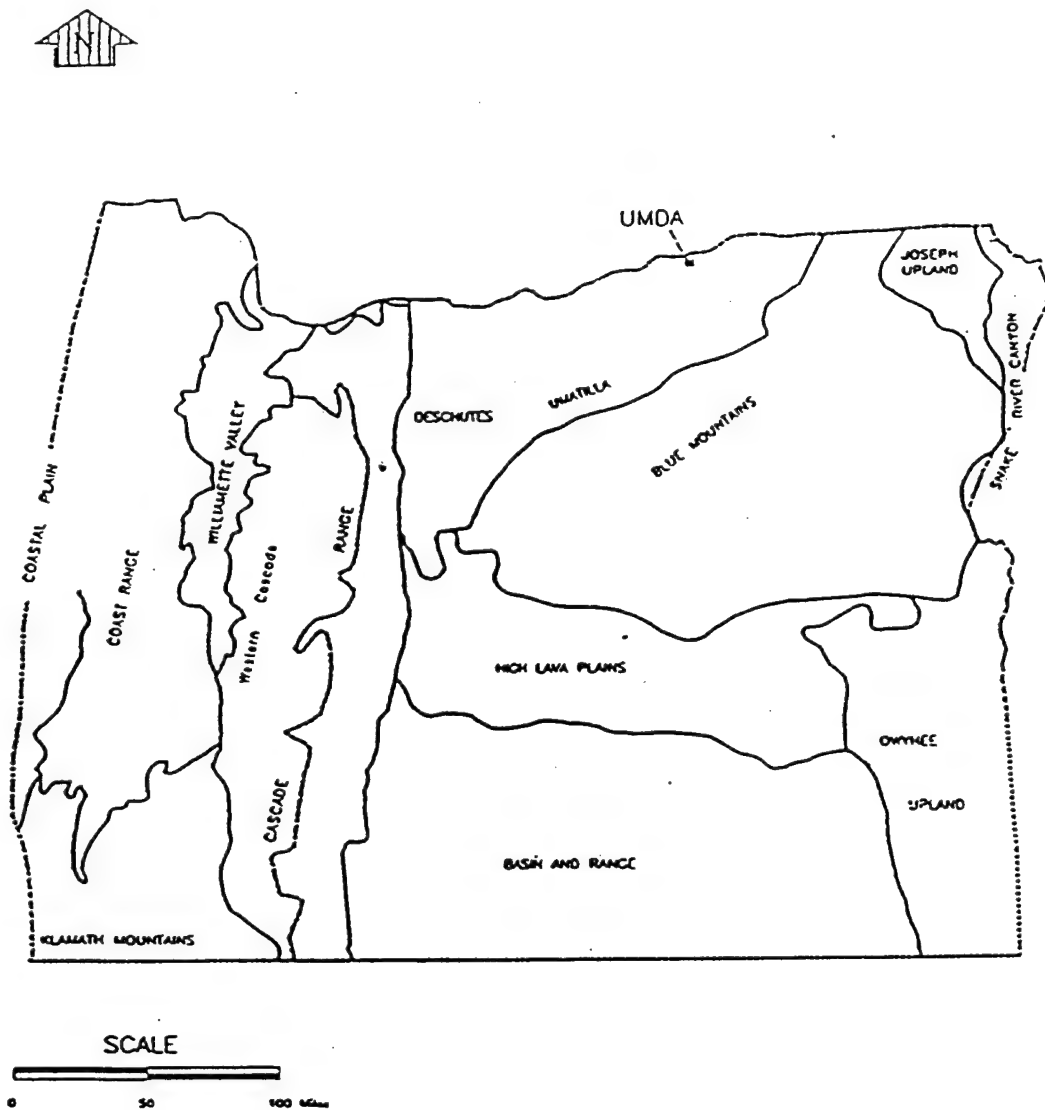 N
UMDA
JOSEPH
UPLAND
SNAKE RIVER CANYON
DESCHUTES
UMATILLA
BLUE MOUNTAINS
COASTAL PLAIN
COAST RANGE
WILLAMETTE VALLEY
Western Cascade
CASCADE RANGE
HIGH LAVA PLAINS
OWYHEE
UPLAND
BASIN AND RANGE
KLAMATH MOUNTAINS
SCALE
0 50 100 Miles